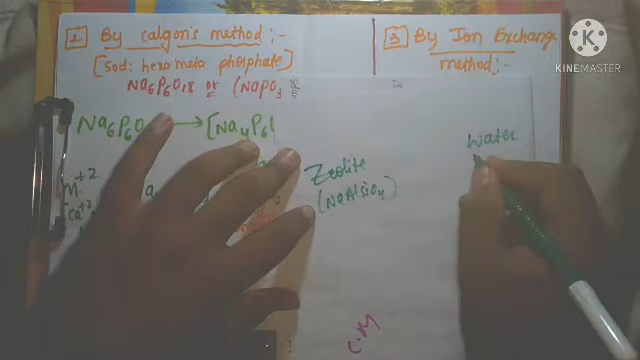 2 By calgon's method :-
[Sod: hexa meta phosphate]
Na6P6O18 or (NaPO3
Na6P6O → [Na4P6
M+2
Ca+2
3 By Ion Exchange
method:-
Water
Zeolite
(NaAlSiO4)
C.M
KINEMASTER